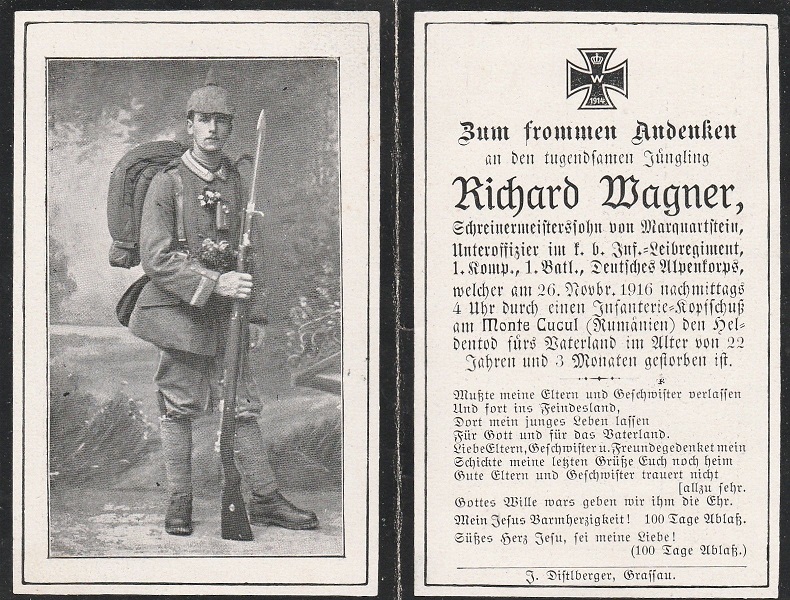 W
1914
Zum frommen Andenken
an den tugendsamen Jüngling
Richard Wagner,
Schreinermeisterssohn von Marquartstein,
Unteroffizier im k. b. Inf.-Leibregiment,
1. Komp., 1. Batl., Deutsches Alpenkorps,
welcher am 26. Novbr. 1916 nachmittags
4 Uhr durch einen Infanterie-Kopfschuß
am Monte Cucul (Rumänien) den Hel-
dentod fürs Vaterland im Alter von 22
Jahren und 3 Monaten gestorben ist.
Mußte meine Eltern und Geschwister verlassen
Und fort ins Feindesland,
Dort mein junges Leben lassen
Für Gott und für das Vaterland.
Liebe Eltern, Geschwister u. Freunde gedenket mein
Schickte meine letzten Grüße Euch noch heim
Gute Eltern und Geschwister trauert nicht
[allzu sehr.
Gottes Wille wars geben wir ihm die Ehr.
Mein Jesus Barmherzigkeit! 100 Tage Ablaß.
Süßes Herz Jesu, sei meine Liebe!
(100 Tage Ablaß.)
J. Distlberger, Grassau.